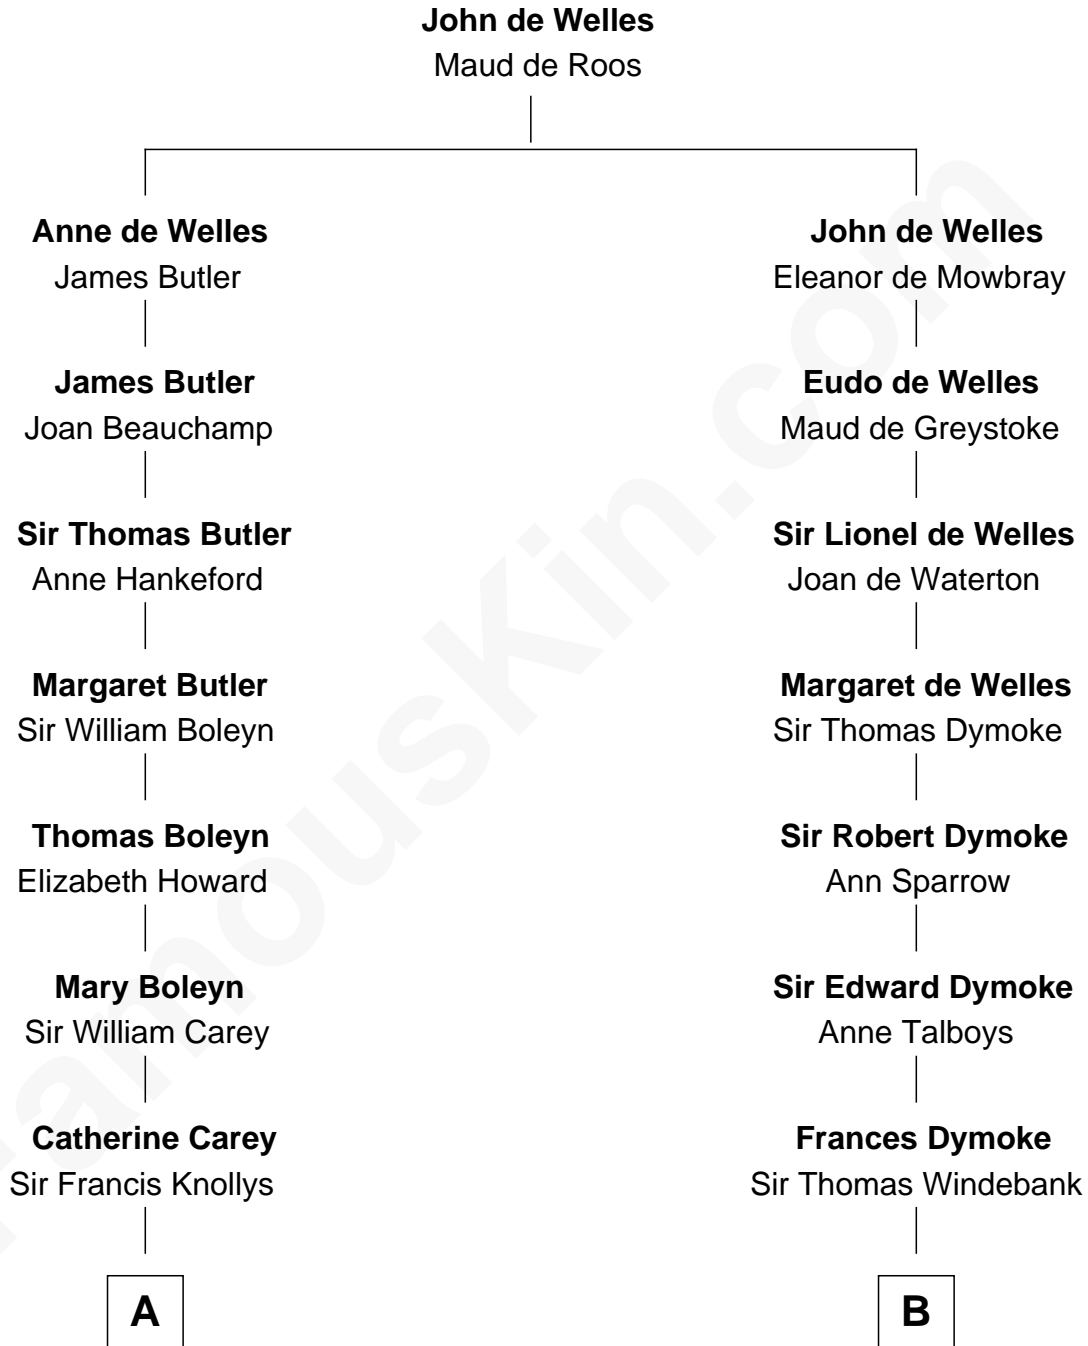 John de Welles
Maud de Roos
Anne de Welles
James Butler
James Butler
Joan Beauchamp
Sir Thomas Butler
Anne Hankeford
Margaret Butler
Sir William Boleyn
Thomas Boleyn
Elizabeth Howard
Mary Boleyn
Sir William Carey
Catherine Carey
Sir Francis Knollys
A
John de Welles
Eleanor de Mowbray
Eudo de Welles
Maud de Greystoke
Sir Lionel de Welles
Joan de Waterton
Margaret de Welles
Sir Thomas Dymoke
Sir Robert Dymoke
Ann Sparrow
Sir Edward Dymoke
Anne Talboys
Frances Dymoke
Sir Thomas Windebank
B
FamousKin.com